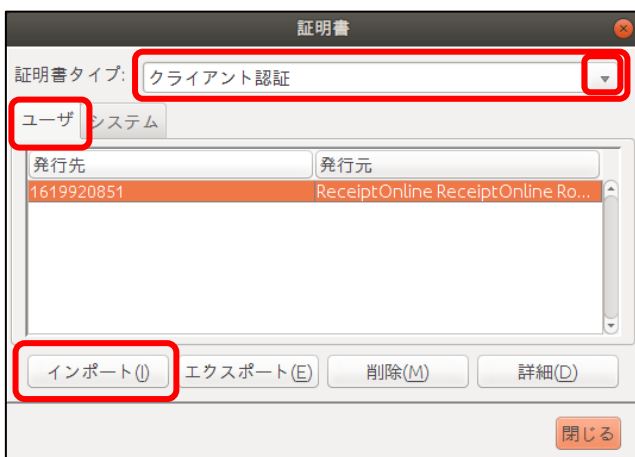 証明書
証明書タイプ: クライアント認証
ユーザ システム
発行先 発行元
1619920851 ReceiptOnline ReceiptOnline Ro...
インポート(I) エクスポート(E) 削除(M) 詳細(D)
閉じる